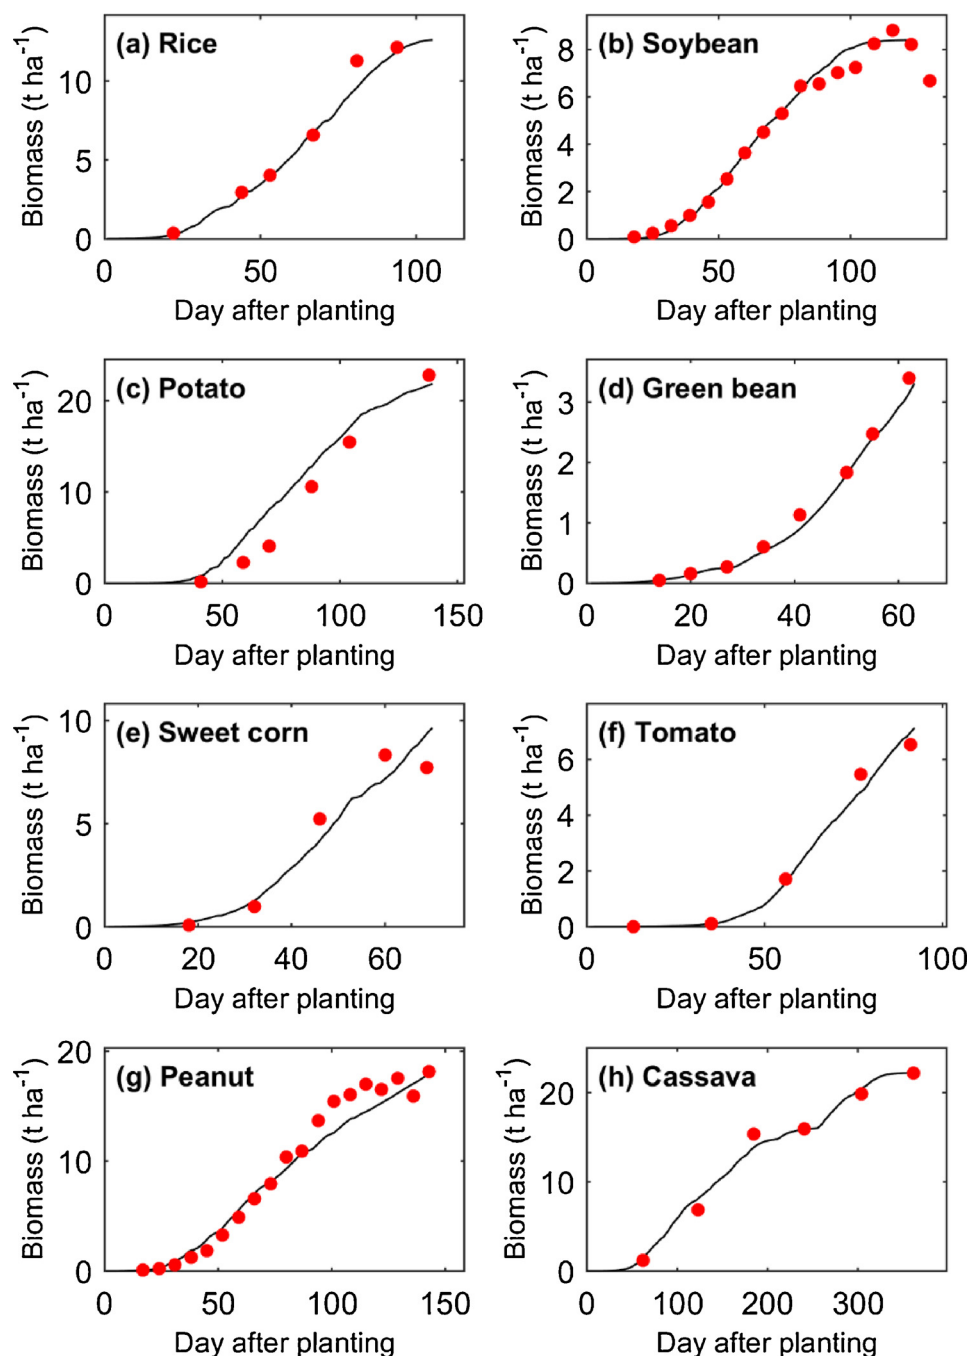 (a) Rice
Biomass (t ha⁻¹)
10
5
0
0 50 100
Day after planting
(b) Soybean
Biomass (t ha⁻¹)
8
6
4
2
0
0 50 100
Day after planting
(c) Potato
Biomass (t ha⁻¹)
20
10
0
0 50 100 150
Day after planting
(d) Green bean
Biomass (t ha⁻¹)
3
2
1
0
0 20 40 60
Day after planting
(e) Sweet corn
Biomass (t ha⁻¹)
10
5
0
0 20 40 60
Day after planting
(f) Tomato
Biomass (t ha⁻¹)
6
4
2
0
0 50 100
Day after planting
(g) Peanut
Biomass (t ha⁻¹)
20
10
0
0 50 100 150
Day after planting
(h) Cassava
Biomass (t ha⁻¹)
20
10
0
0 100 200 300
Day after planting